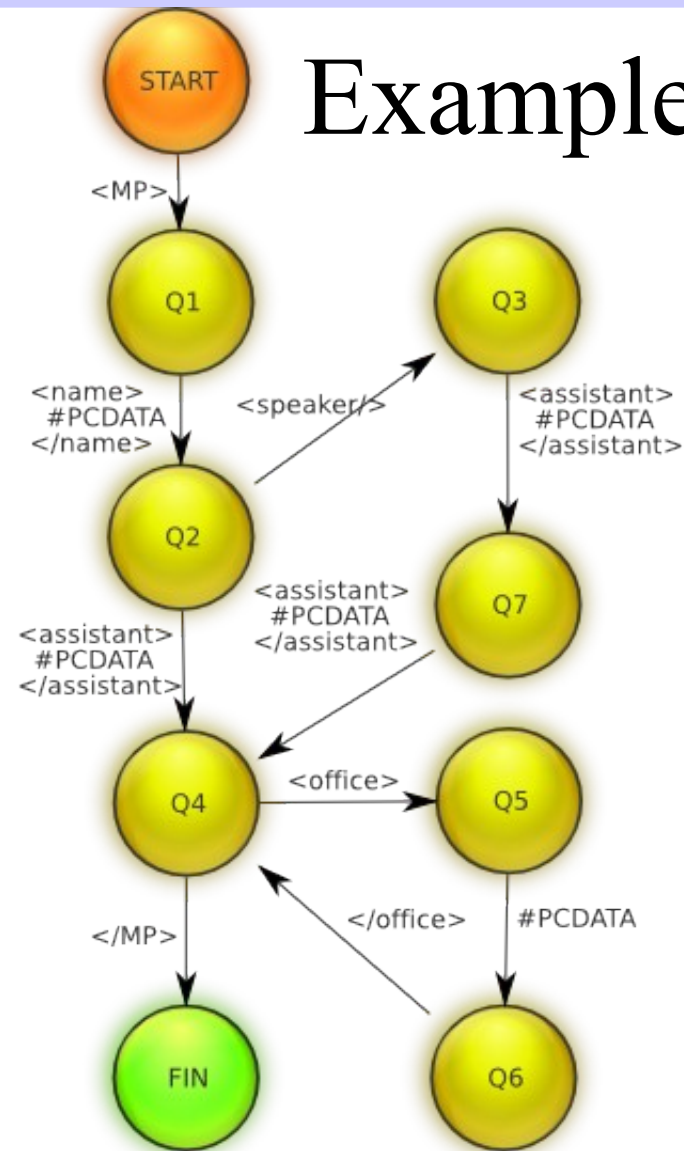 START
Example
<MP>
Q1
Q3
<name>
#PCDATA
</name>
<speaker/>
<assistant>
#PCDATA
</assistant>
Q2
<assistant>
#PCDATA
</assistant>
Q7
<assistant>
#PCDATA
</assistant>
Q4
<office>
Q5
</MP>
</office>
#PCDATA
FIN
Q6